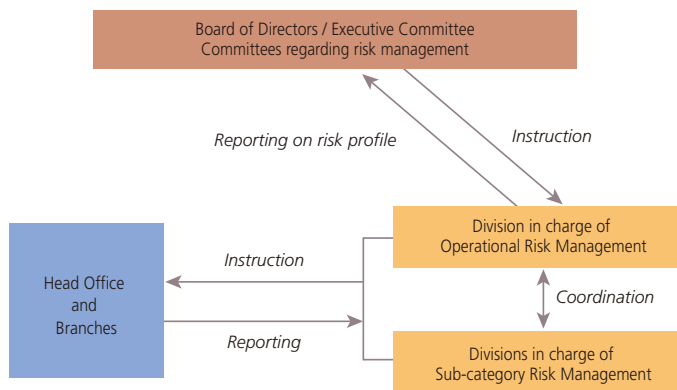 Board of Directors / Executive Committee
Committees regarding risk management
Reporting on risk profile
Instruction
Division in charge of
Operational Risk Management
Instruction
Head Office
and
Branches
Coordination
Reporting
Divisions in charge of
Sub-category Risk Management